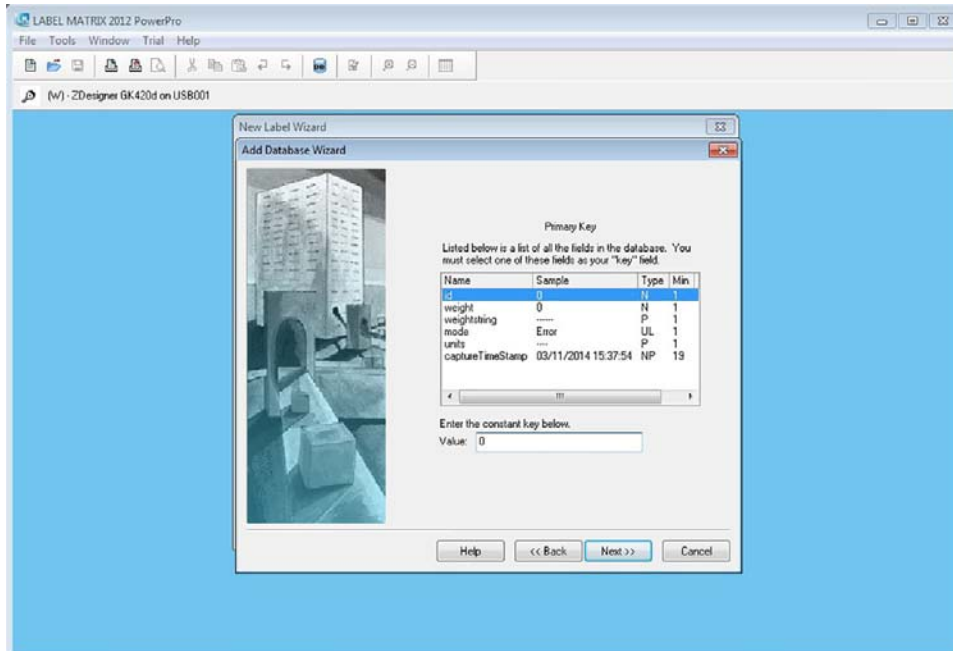 LABEL MATRIX 2012 PowerPro
File Tools Window Trial Help
(W) - ZDesigner GK420d on USB001
New Label Wizard
Add Database Wizard
Primary Key
Listed below is a list of all the fields in the database. You
must select one of these fields as your "key" field.
Name Sample Type Min
id 0 N 1
weight 0 N 1
weightstring ------ P 1
mode Error UL 1
units ---- P 1
captureTimeStamp 03/11/2014 15:37:54 NP 19
Enter the constant key below.
Value: 0
Help << Back Next >> Cancel